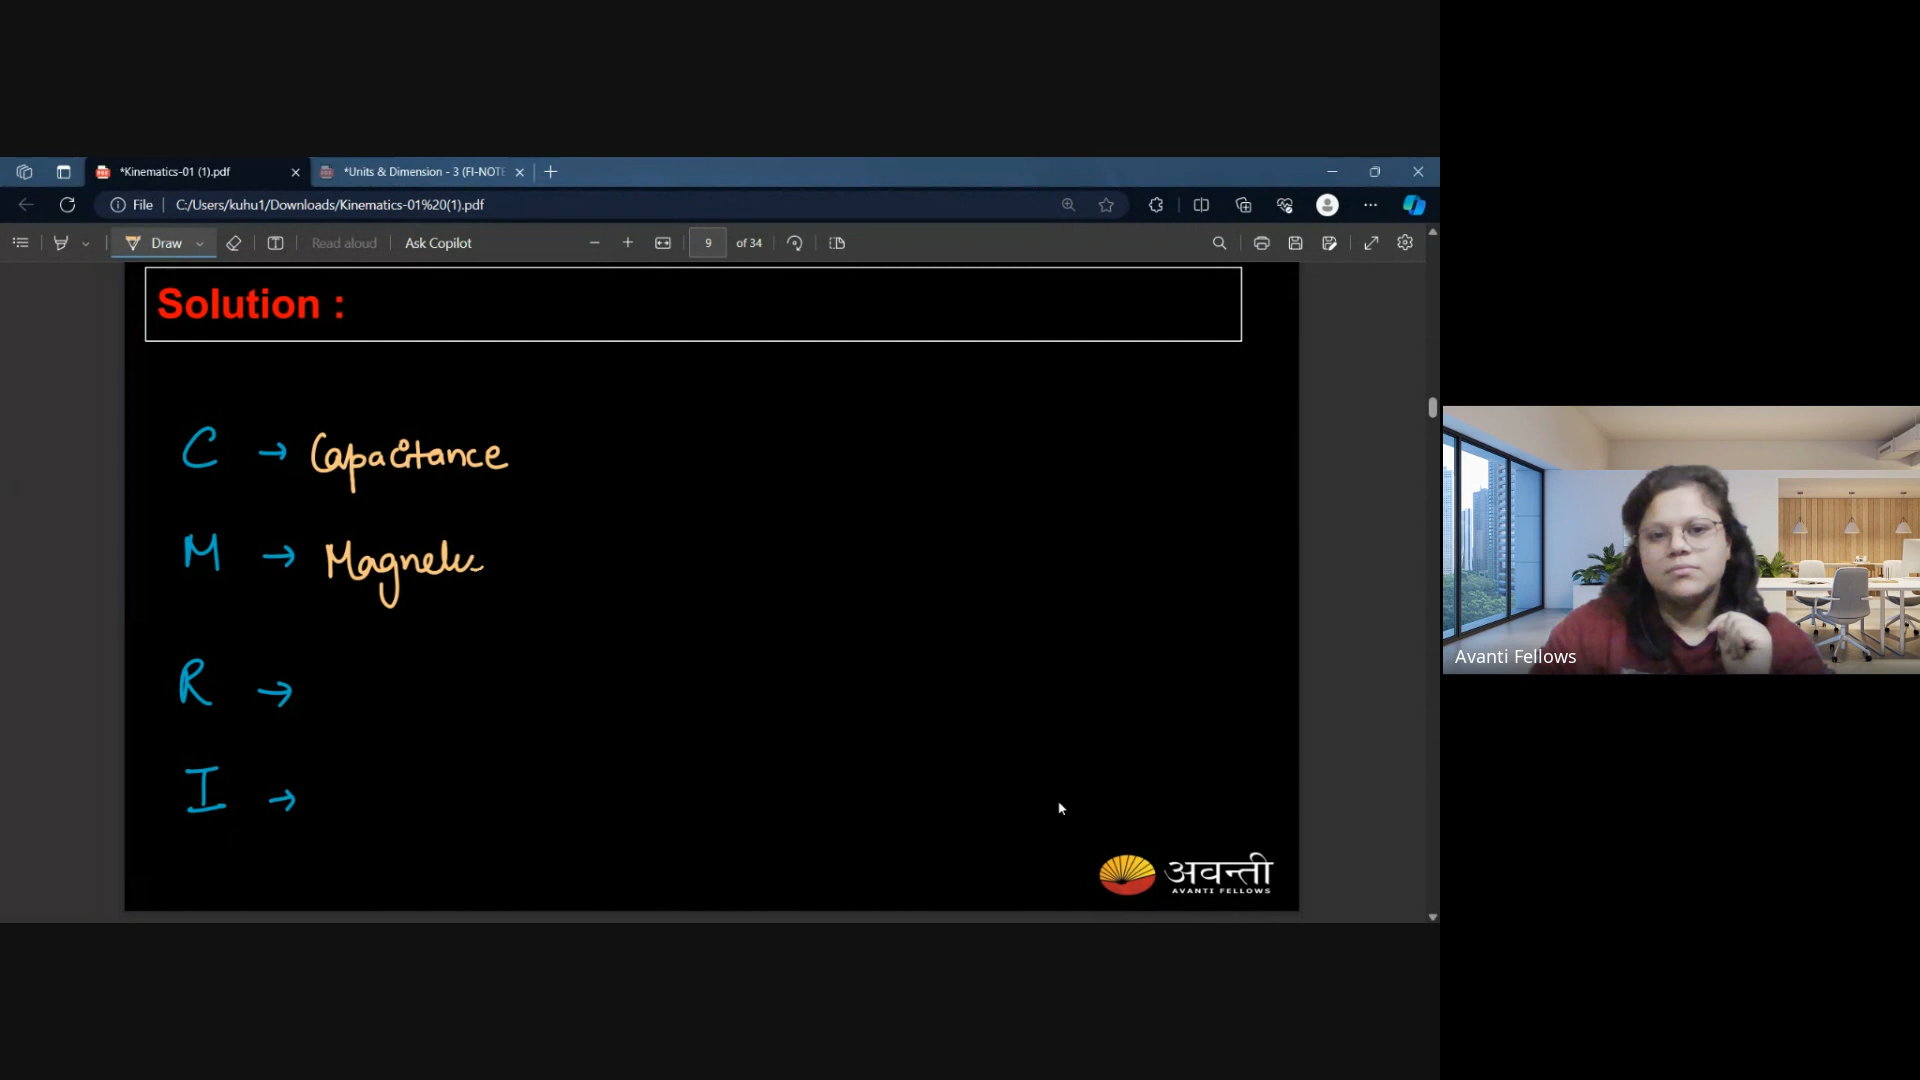 *Kinematics-01 (1).pdf
*Units & Dimension - 3 (FI-NOTE
File
C:/Users/kuhu1/Downloads/Kinematics-01%20(1).pdf
Draw
Read aloud
Ask Copilot
9
of 34
Solution :
C → Capacitance
M →
R →
I →
अवन्ती
AVANTI FELLOWS
Avanti Fellows